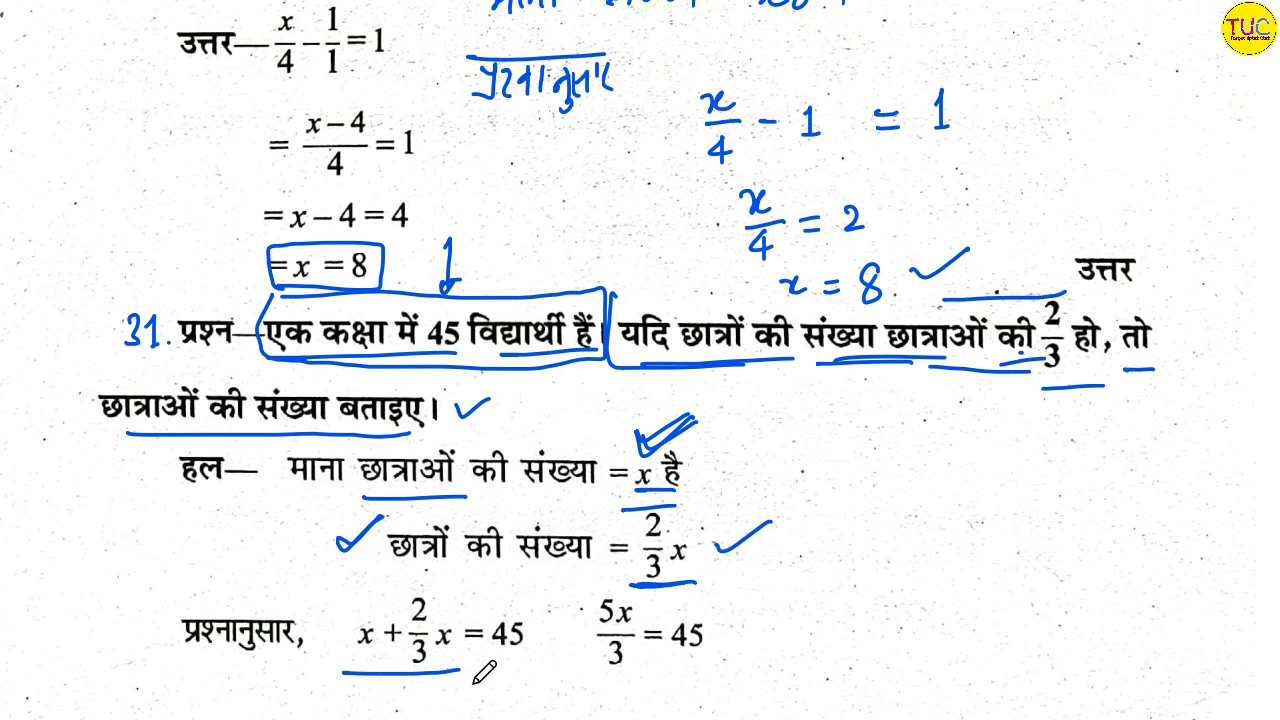 TUC
उत्तर— x/4 − 1/1 = 1
प्रश्नानुसार
x/4 − 1 = 1
= (x − 4)/4 = 1
= x − 4 = 4
x/4 = 2
= x = 8
x = 8
उत्तर
31. प्रश्न—एक कक्षा में 45 विद्यार्थी हैं। यदि छात्रों की संख्या छात्राओं की 2/3 हो, तो
छात्राओं की संख्या बताइए।
हल— माना छात्राओं की संख्या = x है
छात्रों की संख्या = 2/3 x
प्रश्नानुसार, x + 2/3 x = 45 5x/3 = 45